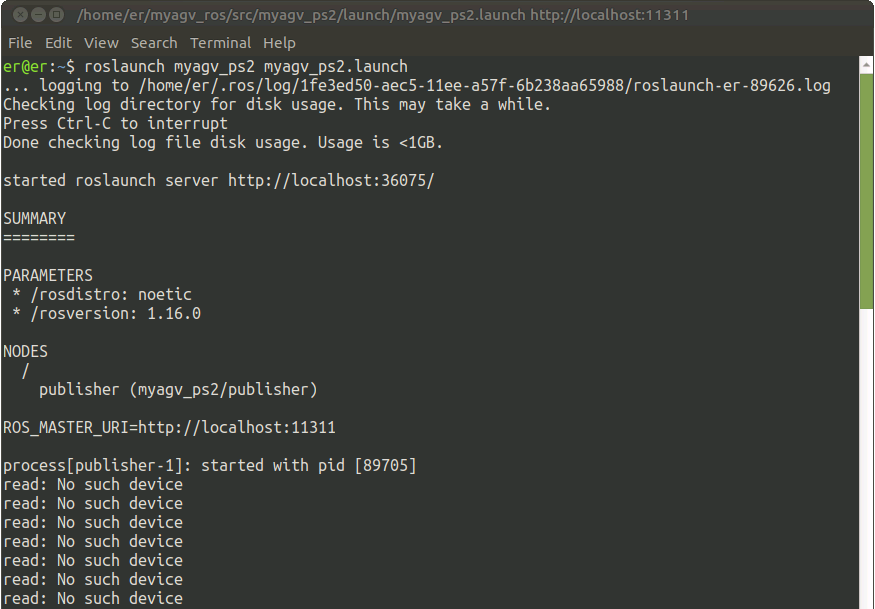 /home/er/myagv_ros/src/myagv_ps2/launch/myagv_ps2.launch http://localhost:11311
File Edit View Search Terminal Help
er@er:~$ roslaunch myagv_ps2 myagv_ps2.launch
... logging to /home/er/.ros/log/1fe3ed50-aec5-11ee-a57f-6b238aa65988/roslaunch-er-89626.log
Checking log directory for disk usage. This may take a while.
Press Ctrl-C to interrupt
Done checking log file disk usage. Usage is <1GB.
started roslaunch server http://localhost:36075/
SUMMARY
========
PARAMETERS
* /rosdistro: noetic
* /rosversion: 1.16.0
NODES
/
publisher (myagv_ps2/publisher)
ROS_MASTER_URI=http://localhost:11311
process[publisher-1]: started with pid [89705]
read: No such device
read: No such device
read: No such device
read: No such device
read: No such device
read: No such device
read: No such device